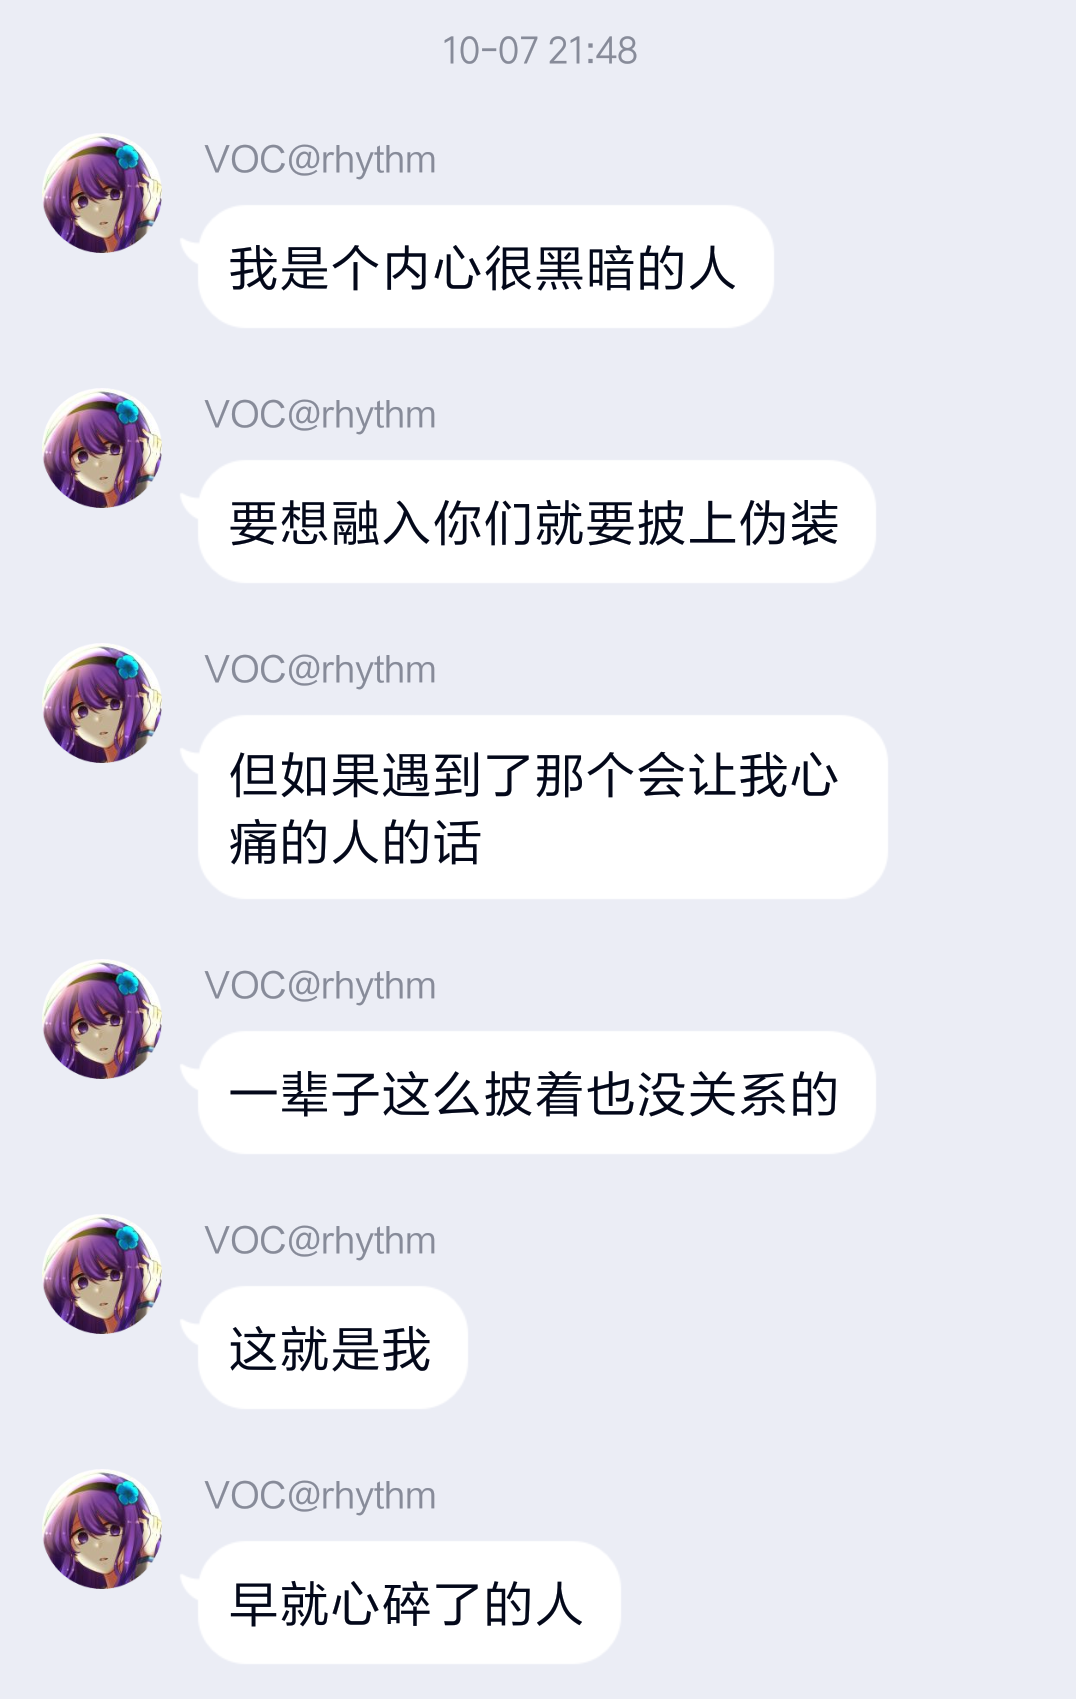 10-07 21:48
VOC@rhythm
我是个内心很黑暗的人
VOC@rhythm
要想融入你们就要披上伪装
VOC@rhythm
但如果遇到了那个会让我心
痛的人的话
VOC@rhythm
一辈子这么披着也没关系的
VOC@rhythm
这就是我
VOC@rhythm
早就心碎了的人